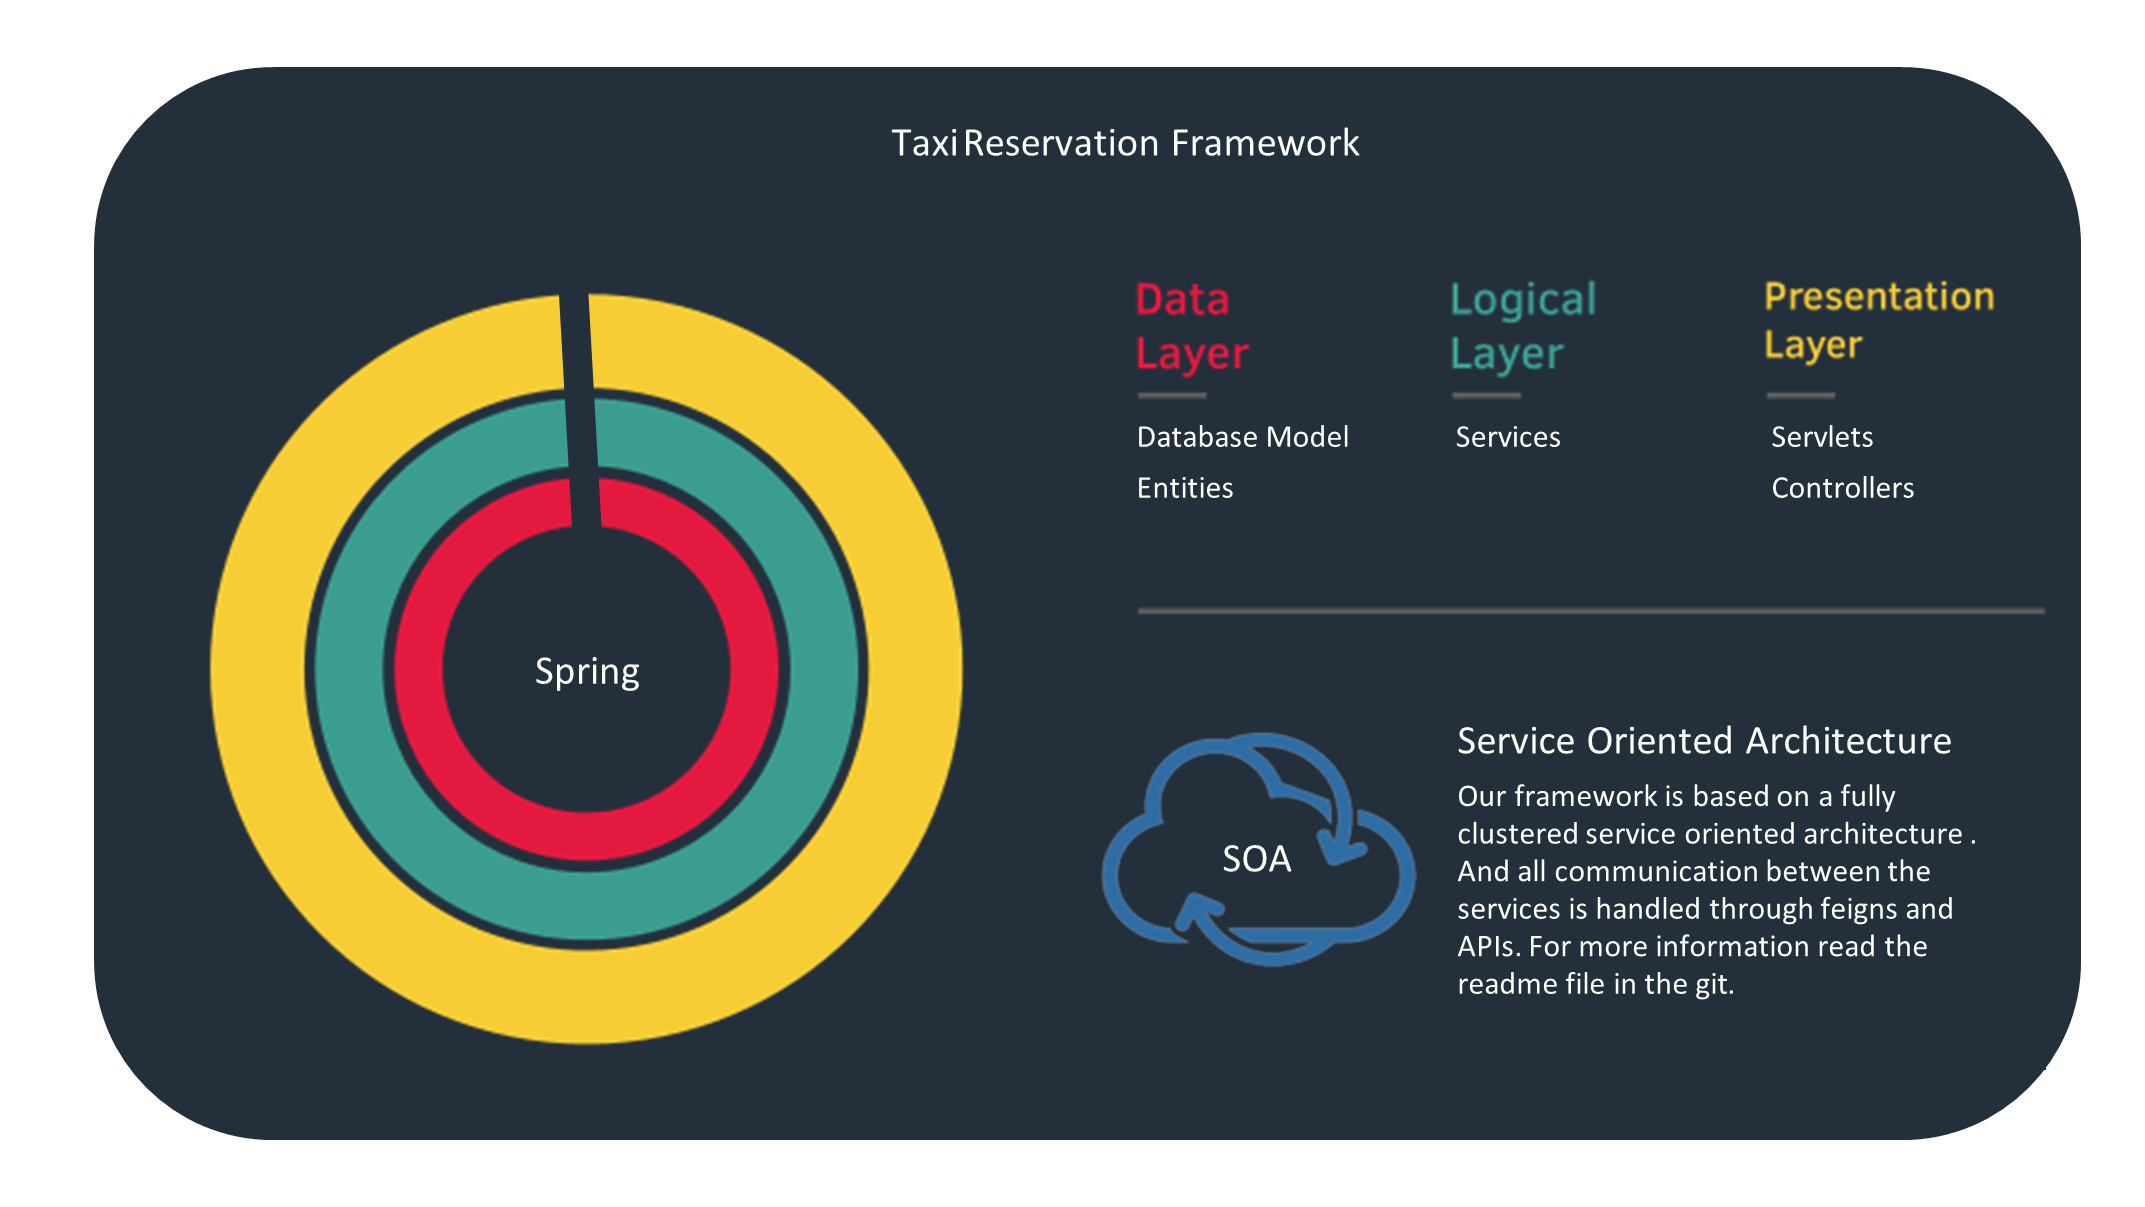 Taxi Reservation Framework
Data
Layer
Database Model
Entities
Logical
Layer
Services
Presentation
Layer
Servlets
Controllers
Spring
SOA
Service Oriented Architecture
Our framework is based on a fully
clustered service oriented architecture .
And all communication between the
services is handled through feigns and
APIs. For more information read the
readme file in the git.